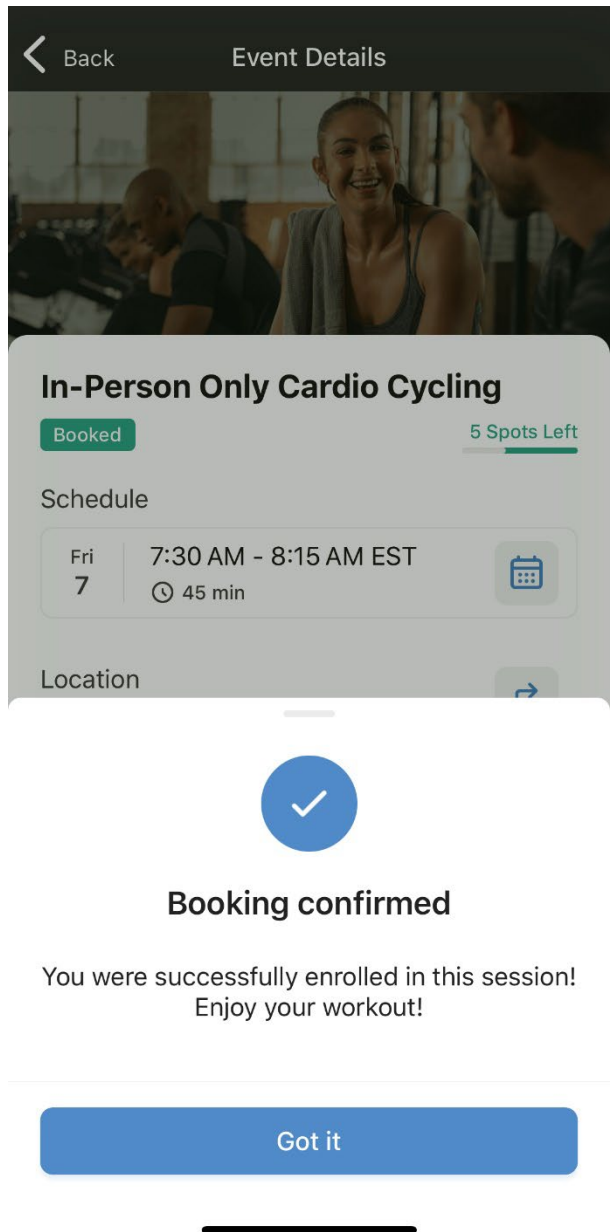 Back
Event Details
In-Person Only Cardio Cycling
Booked
5 Spots Left
Schedule
Fri
7
7:30 AM - 8:15 AM EST
45 min
Location
Booking confirmed
You were successfully enrolled in this session!
Enjoy your workout!
Got it